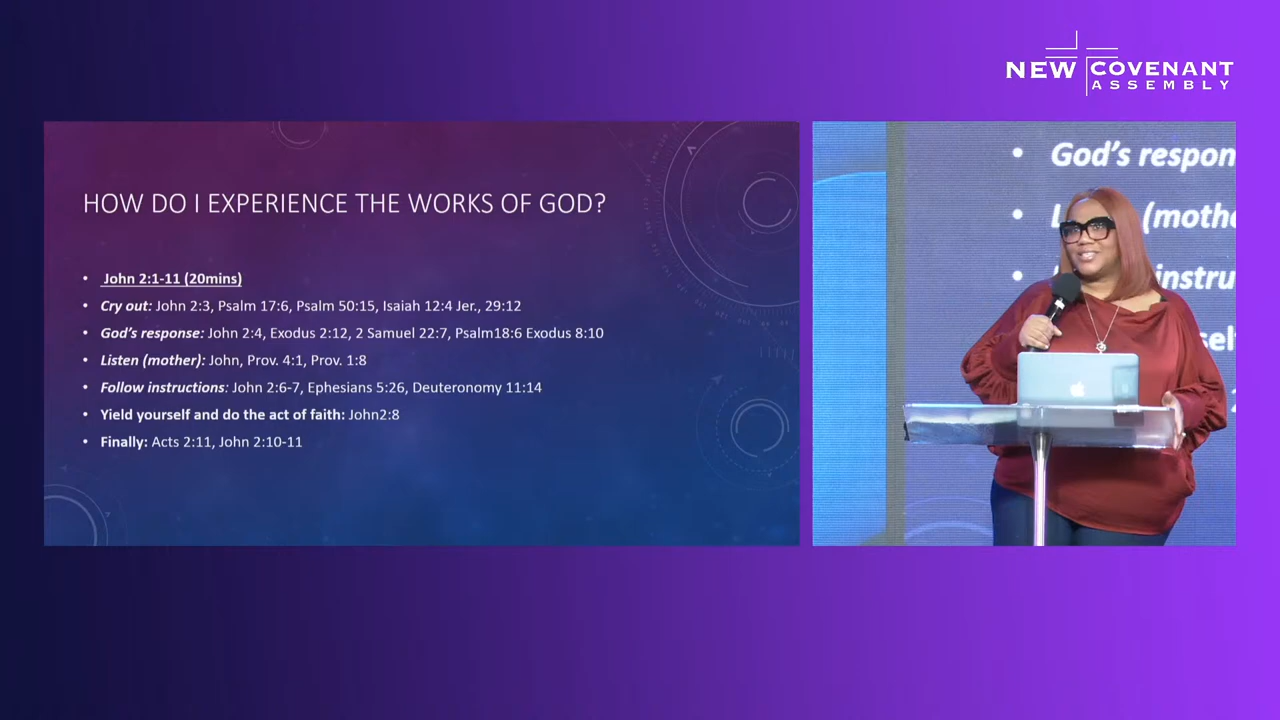 NEW COVENANT
ASSEMBLY
HOW DO I EXPERIENCE THE WORKS OF GOD?
• John 2:1-11 (20mins)
• Cry out: John 2:3, Psalm 17:6, Psalm 50:15, Isaiah 12:4 Jer., 29:12
• God's response: John 2:4, Exodus 2:12, 2 Samuel 22:7, Psalm18:6 Exodus 8:10
• Listen (mother): John, Prov. 4:1, Prov. 1:8
• Follow instructions: John 2:6-7, Ephesians 5:26, Deuteronomy 11:14
• Yield yourself and do the act of faith: John2:8
• Finally: Acts 2:11, John 2:10-11
• God's respon
• (mothe
• instru